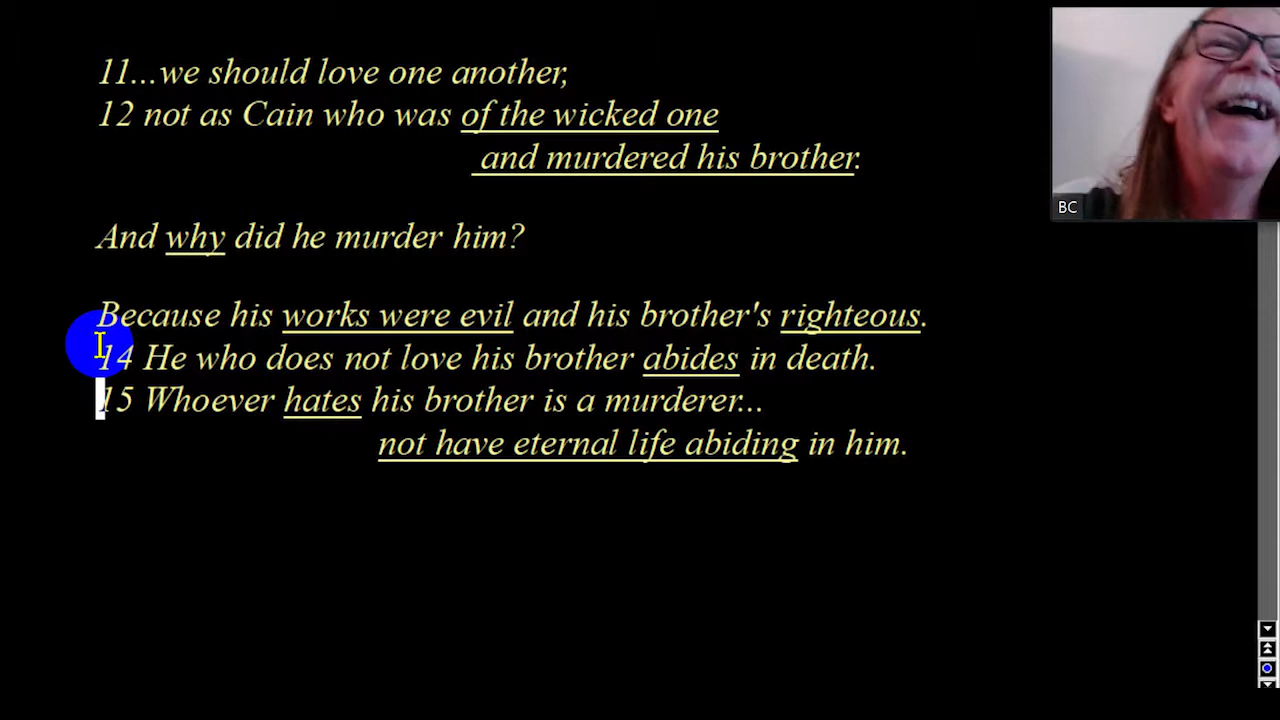 11...we should love one another,
12 not as Cain who was of the wicked one
and murdered his brother.
And why did he murder him?
Because his works were evil and his brother's righteous.
14 He who does not love his brother abides in death.
15 Whoever hates his brother is a murderer...
not have eternal life abiding in him.
BC